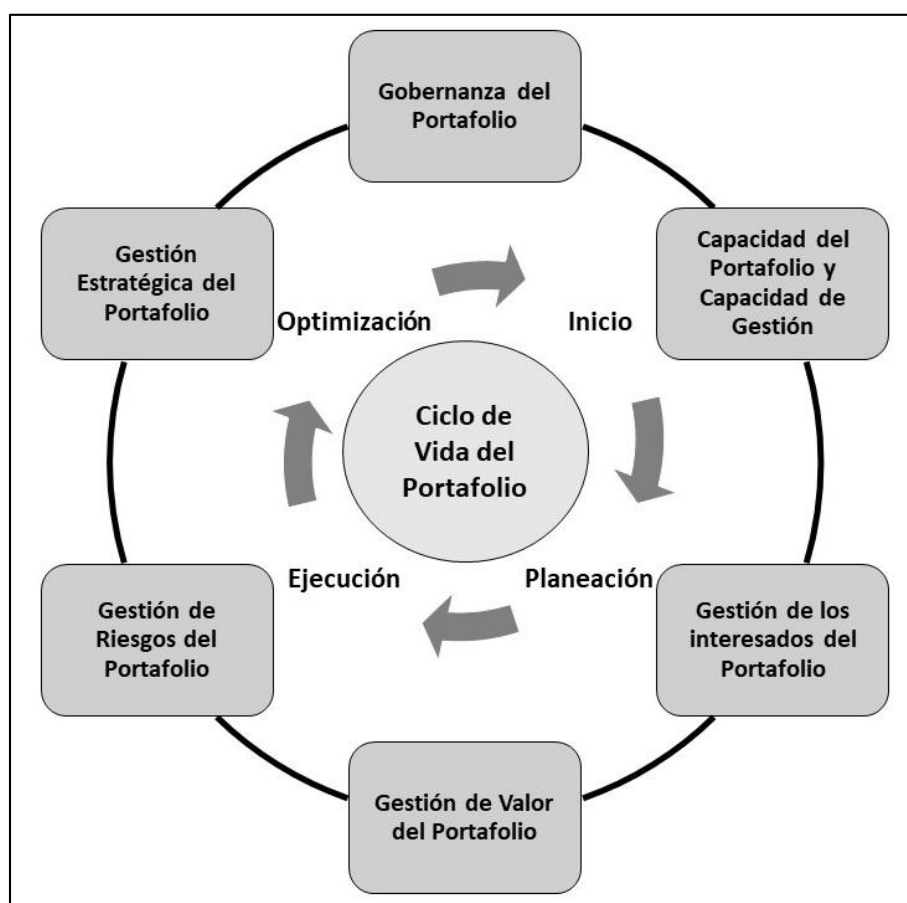 Gobernanza del
Portafolio
Gestión
Estratégica del
Portafolio
Capacidad del
Portafolio y
Capacidad de
Gestión
Optimización
Inicio
Ciclo de
Vida del
Portafolio
Ejecución
Planeación
Gestión de
Riesgos del
Portafolio
Gestión de los
interesados del
Portafolio
Gestión de Valor
del Portafolio